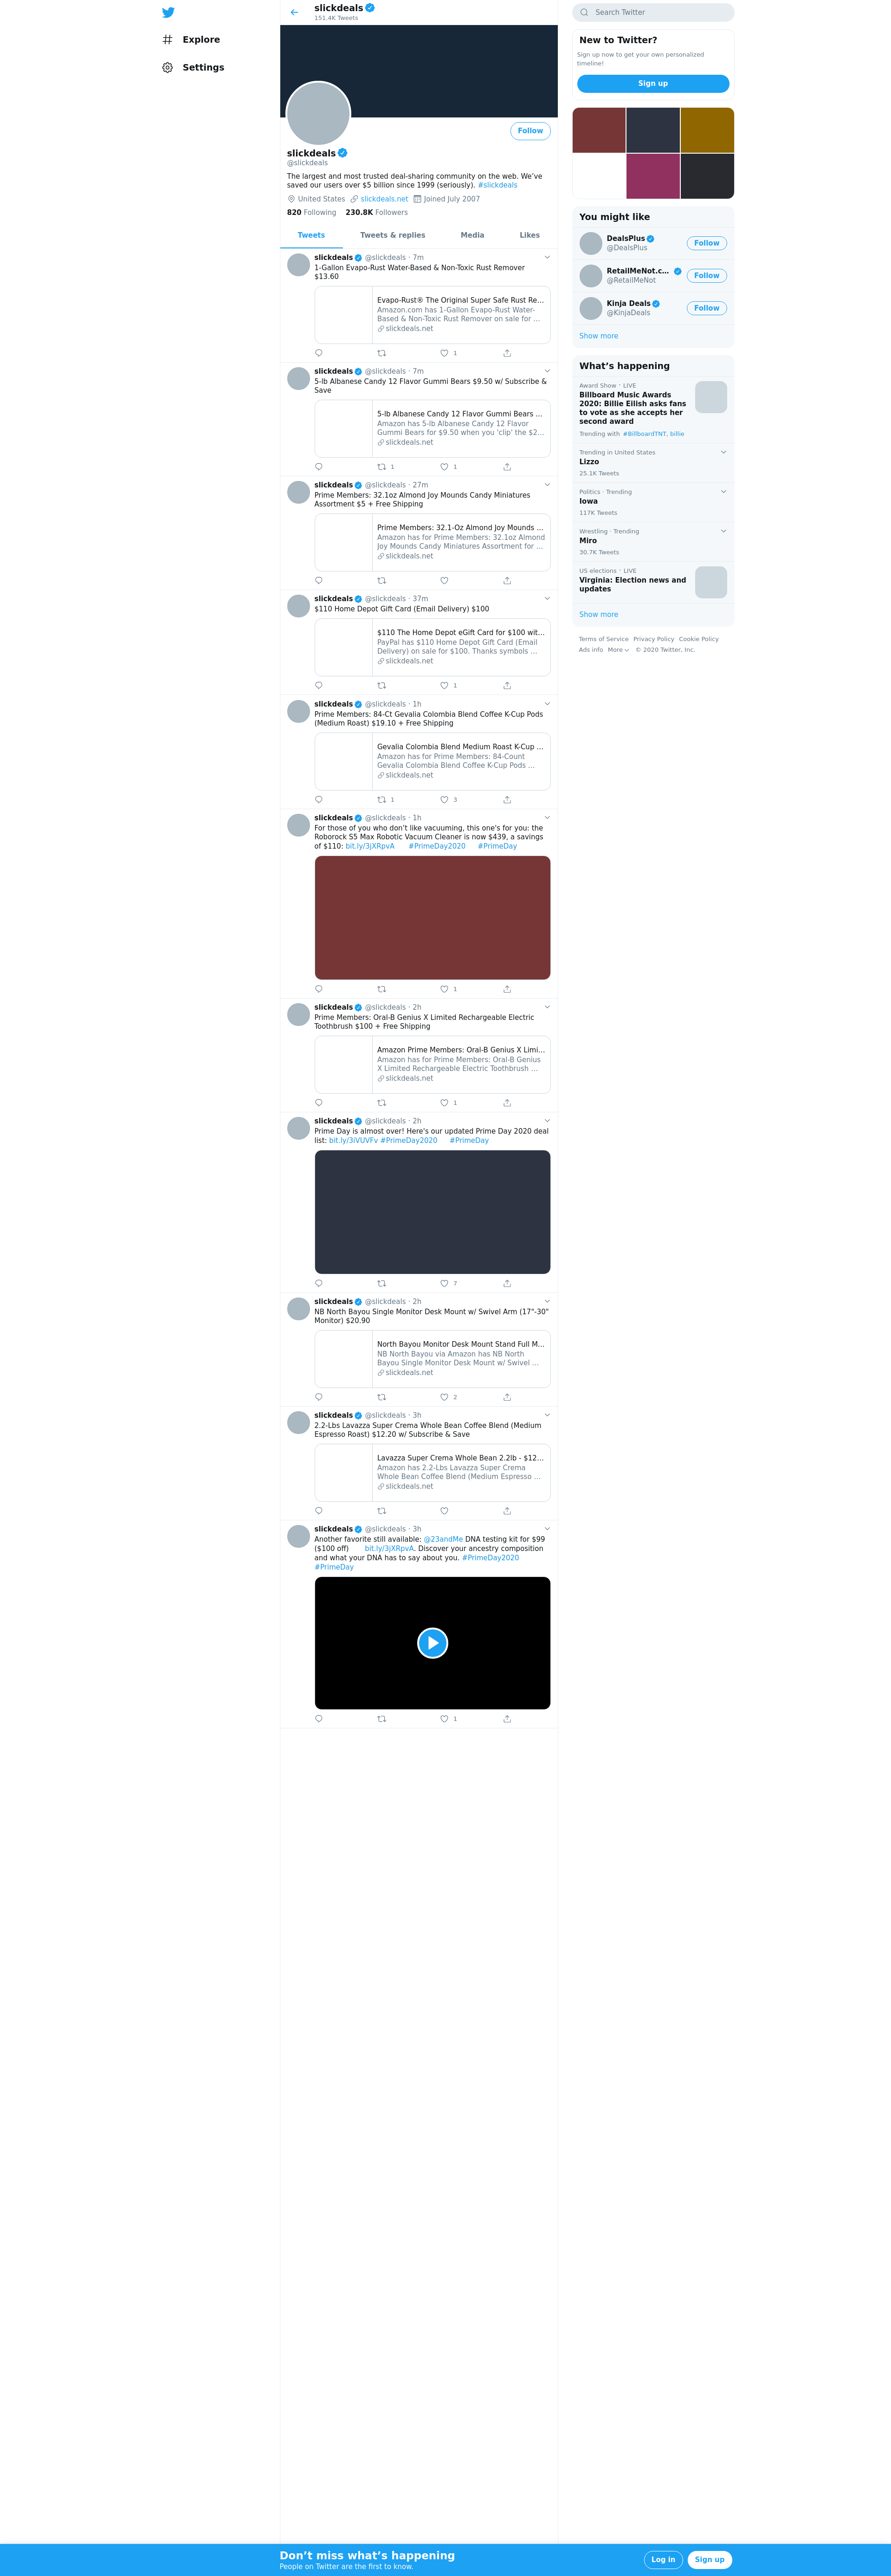 Explore
Settings
slickdeals
151.4K Tweets
Follow
slickdeals
@slickdeals
The largest and most trusted deal-sharing community on the web. We’ve
saved our users over $5 billion since 1999 (seriously). #slickdeals
United States slickdeals.net Joined July 2007
820 Following 230.8K Followers
Tweets Tweets & replies Media Likes
slickdeals @slickdeals · 7m
1-Gallon Evapo-Rust Water-Based & Non-Toxic Rust Remover
$13.60
Evapo-Rust® The Original Super Safe Rust Re...
Amazon.com has 1-Gallon Evapo-Rust Water-
Based & Non-Toxic Rust Remover on sale for ...
slickdeals.net
1
slickdeals @slickdeals · 7m
5-lb Albanese Candy 12 Flavor Gummi Bears $9.50 w/ Subscribe &
Save
5-lb Albanese Candy 12 Flavor Gummi Bears ...
Amazon has 5-lb Albanese Candy 12 Flavor
Gummi Bears for $9.50 when you 'clip' the $2...
slickdeals.net
1 1
slickdeals @slickdeals · 27m
Prime Members: 32.1oz Almond Joy Mounds Candy Miniatures
Assortment $5 + Free Shipping
Prime Members: 32.1-Oz Almond Joy Mounds ...
Amazon has for Prime Members: 32.1oz Almond
Joy Mounds Candy Miniatures Assortment for ...
slickdeals.net
slickdeals @slickdeals · 37m
$110 Home Depot Gift Card (Email Delivery) $100
$110 The Home Depot eGift Card for $100 wit...
PayPal has $110 Home Depot Gift Card (Email
Delivery) on sale for $100. Thanks symbols ...
slickdeals.net
1
slickdeals @slickdeals · 1h
Prime Members: 84-Ct Gevalia Colombia Blend Coffee K-Cup Pods
(Medium Roast) $19.10 + Free Shipping
Gevalia Colombia Blend Medium Roast K-Cup ...
Amazon has for Prime Members: 84-Count
Gevalia Colombia Blend Coffee K-Cup Pods ...
slickdeals.net
1 3
slickdeals @slickdeals · 1h
For those of you who don't like vacuuming, this one's for you: the
Roborock S5 Max Robotic Vacuum Cleaner is now $439, a savings
of $110: bit.ly/3jXRpvA #PrimeDay2020 #PrimeDay
1
slickdeals @slickdeals · 2h
Prime Members: Oral-B Genius X Limited Rechargeable Electric
Toothbrush $100 + Free Shipping
Amazon Prime Members: Oral-B Genius X Limi...
Amazon has for Prime Members: Oral-B Genius
X Limited Rechargeable Electric Toothbrush ...
slickdeals.net
1
slickdeals @slickdeals · 2h
Prime Day is almost over! Here's our updated Prime Day 2020 deal
list: bit.ly/3iVUVFv #PrimeDay2020 #PrimeDay
7
slickdeals @slickdeals · 2h
NB North Bayou Single Monitor Desk Mount w/ Swivel Arm (17"-30"
Monitor) $20.90
North Bayou Monitor Desk Mount Stand Full M...
NB North Bayou via Amazon has NB North
Bayou Single Monitor Desk Mount w/ Swivel ...
slickdeals.net
2
slickdeals @slickdeals · 3h
2.2-Lbs Lavazza Super Crema Whole Bean Coffee Blend (Medium
Espresso Roast) $12.20 w/ Subscribe & Save
Lavazza Super Crema Whole Bean 2.2lb - $12...
Amazon has 2.2-Lbs Lavazza Super Crema
Whole Bean Coffee Blend (Medium Espresso ...
slickdeals.net
slickdeals @slickdeals · 3h
Another favorite still available: @23andMe DNA testing kit for $99
($100 off) bit.ly/3jXRpvA. Discover your ancestry composition
and what your DNA has to say about you. #PrimeDay2020
#PrimeDay
1
Search Twitter
New to Twitter?
Sign up now to get your own personalized
timeline!
Sign up
You might like
DealsPlus
@DealsPlus
Follow
RetailMeNot.c...
@RetailMeNot
Follow
Kinja Deals
@KinjaDeals
Follow
Show more
What’s happening
Award Show · LIVE
Billboard Music Awards
2020: Billie Eilish asks fans
to vote as she accepts her
second award
Trending with #BillboardTNT, billie
Trending in United States
Lizzo
25.1K Tweets
Politics · Trending
Iowa
117K Tweets
Wrestling · Trending
Miro
30.7K Tweets
US elections · LIVE
Virginia: Election news and
updates
Show more
Terms of Service Privacy Policy Cookie Policy
Ads info More © 2020 Twitter, Inc.
Don’t miss what’s happening
People on Twitter are the first to know.
Log in Sign up